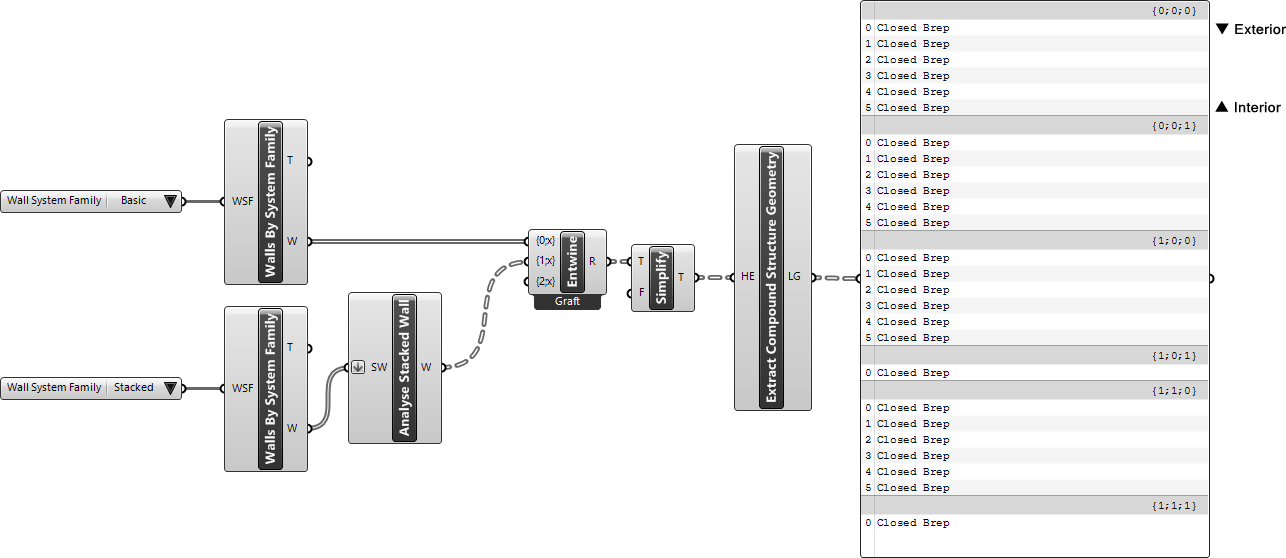 Wall System Family Basic
WSF
Walls By System Family
T
W
Wall System Family Stacked
WSF
Walls By System Family
T
W
SW
Analyse Stacked Wall
W
{0;x}
{1;x}
{2;x}
Entwine
R
Graft
T
F
Simplify
T
HE
Extract Compound Structure Geometry
LG
{0;0;0}
0 Closed Brep
1 Closed Brep
2 Closed Brep
3 Closed Brep
4 Closed Brep
5 Closed Brep
{0;0;1}
0 Closed Brep
1 Closed Brep
2 Closed Brep
3 Closed Brep
4 Closed Brep
5 Closed Brep
{1;0;0}
0 Closed Brep
1 Closed Brep
2 Closed Brep
3 Closed Brep
4 Closed Brep
5 Closed Brep
{1;0;1}
0 Closed Brep
{1;1;0}
0 Closed Brep
1 Closed Brep
2 Closed Brep
3 Closed Brep
4 Closed Brep
5 Closed Brep
{1;1;1}
0 Closed Brep
▼ Exterior
▲ Interior